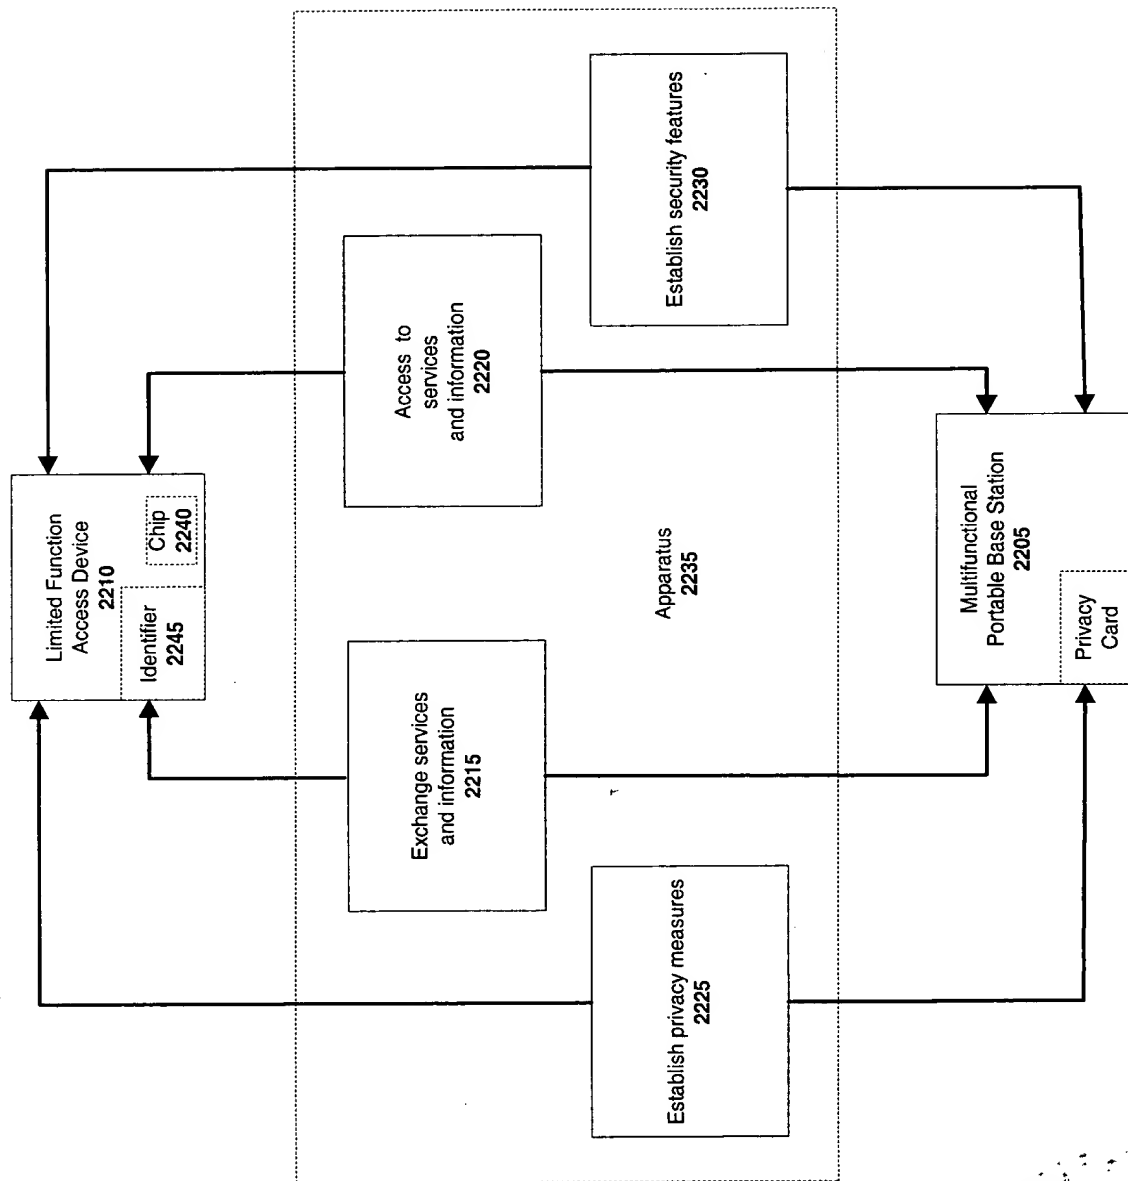 Limited Function
Access Device
2210
Identifier
2245
Chip
2240
Establish privacy measures
2225
Exchange services
and information
2215
Access to
services
and information
2220
Establish security features
2230
Apparatus
2235
Multifunctional
Portable Base Station
2205
Privacy
Card